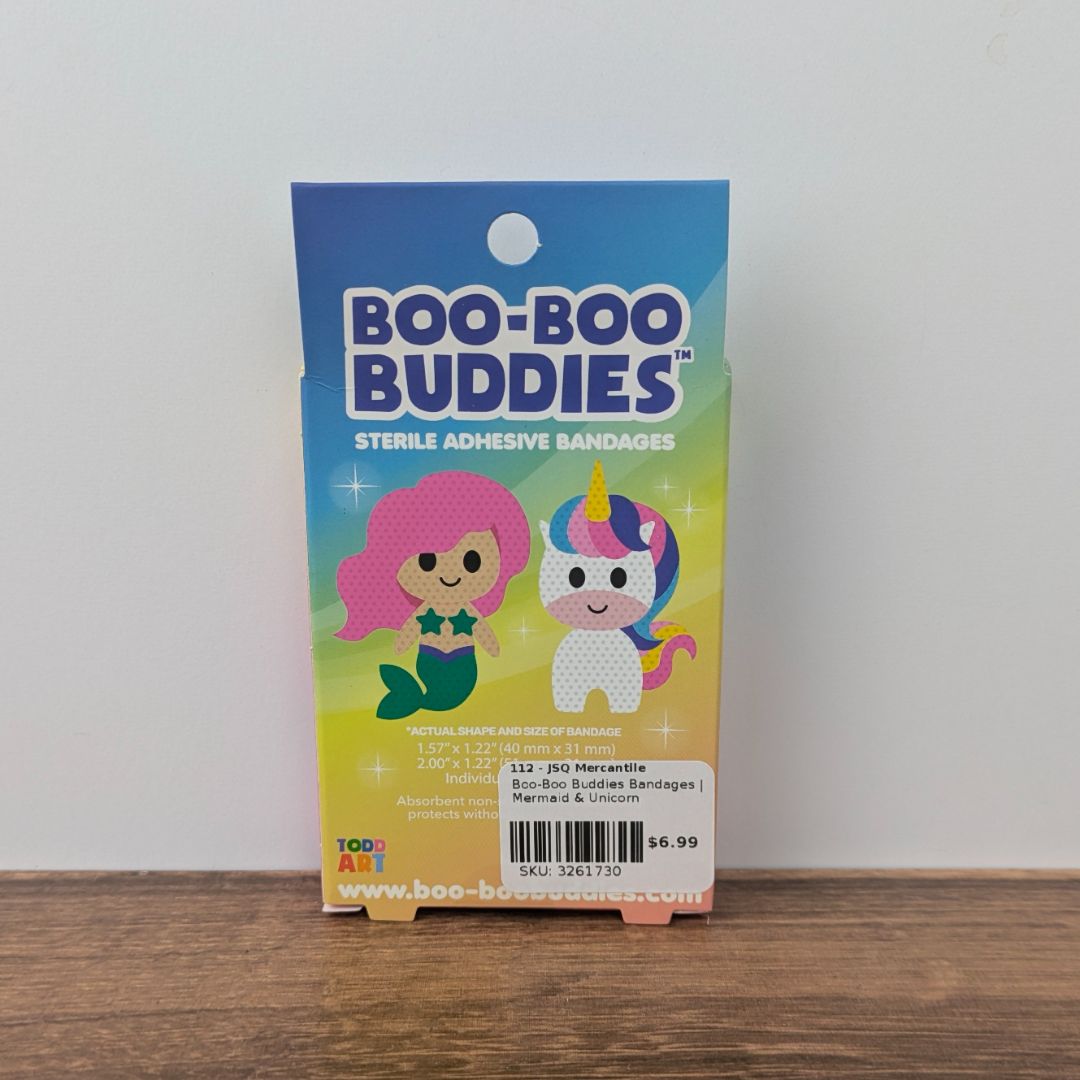 BOO-BOO
BUDDIES™
STERILE ADHESIVE BANDAGES
*ACTUAL SHAPE AND SIZE OF BANDAGE
1.57" x 1.22" (40 mm x 31 mm)
2.00" x 1.22"
Absorbent
protects
112 - JSQ Mercantile
Boo-Boo Buddies Bandages |
Mermaid & Unicorn
$6.99
SKU: 3261730
TODD
ART
www.boo-boobuddies.com